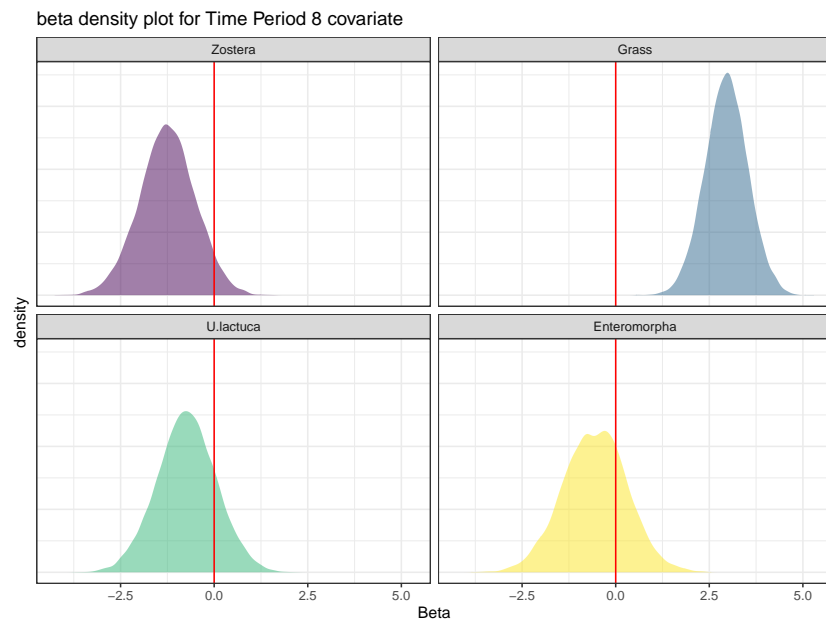 beta density plot for Time Period 8 covariate
Zostera
Grass
density
U.lactuca
Enteromorpha
−2.5 0.0 2.5 5.0
−2.5 0.0 2.5 5.0
Beta